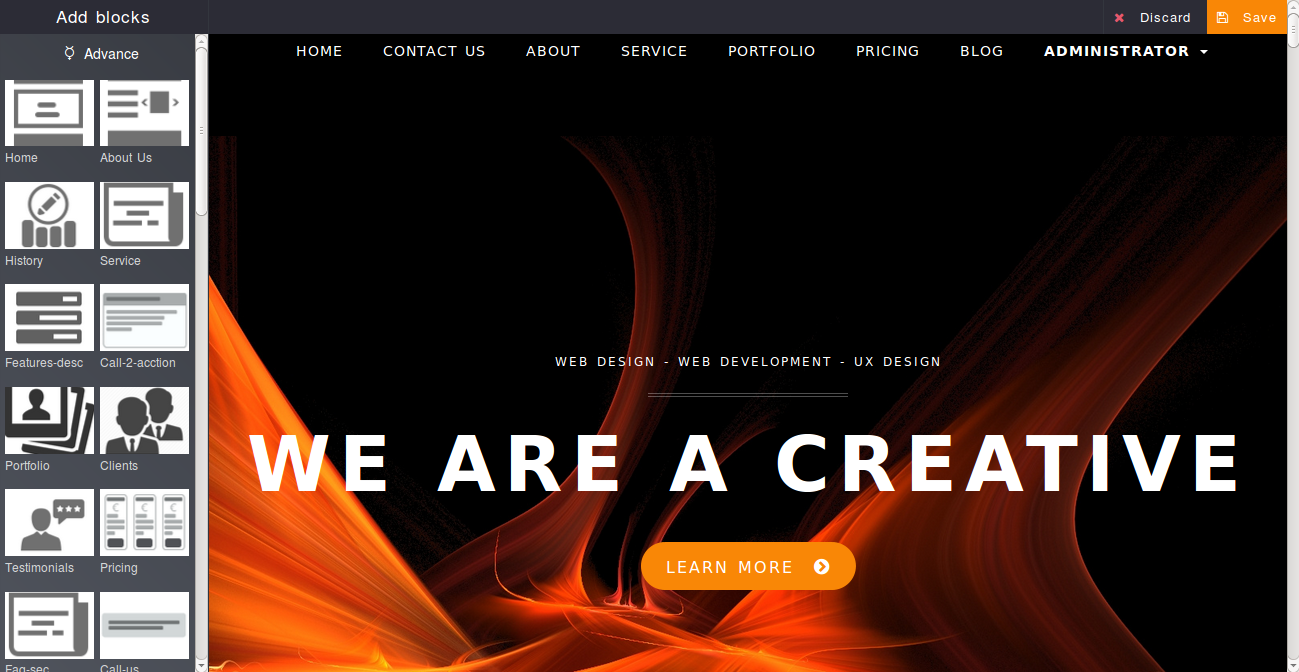 Add blocks
Discard
Save
Advance
HOME CONTACT US ABOUT SERVICE PORTFOLIO PRICING BLOG ADMINISTRATOR
Home About Us
History Service
Features-desc Call-2-acction
Portfolio Clients
Testimonials Pricing
Faq-sec Call-us
WEB DESIGN - WEB DEVELOPMENT - UX DESIGN
WE ARE A CREATIVE
LEARN MORE